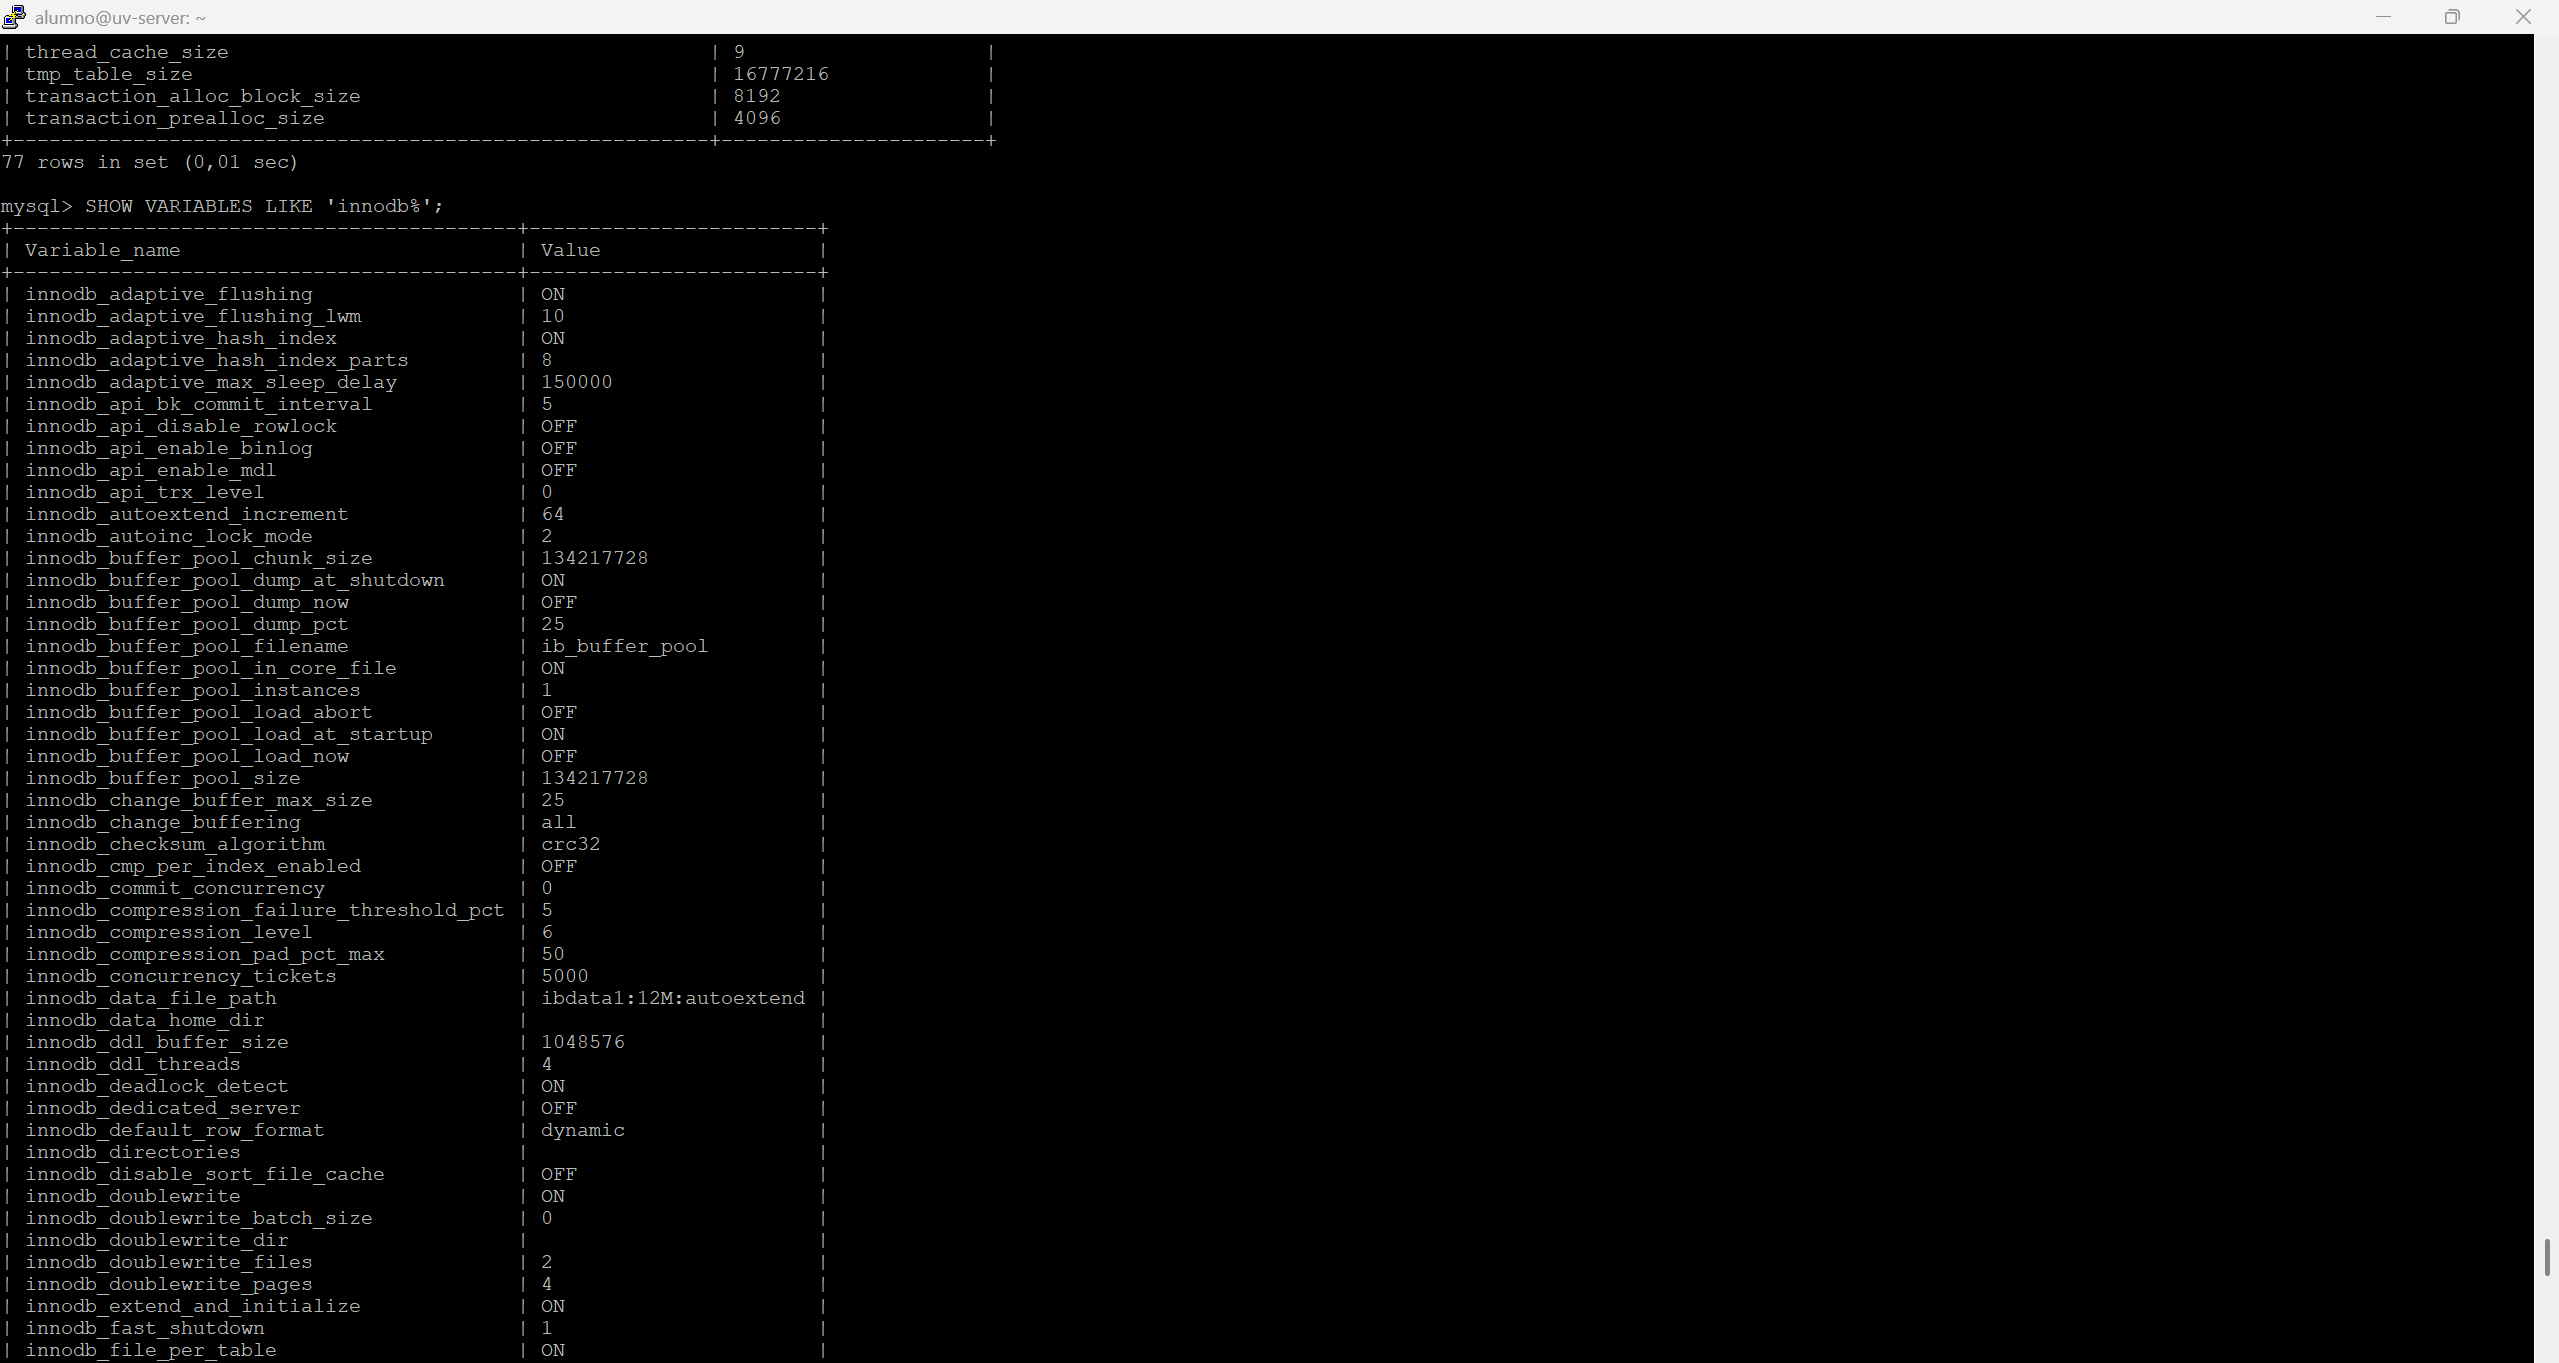 alumno@uv-server: ~
| thread_cache_size | 9 |
| tmp_table_size | 16777216 |
| transaction_alloc_block_size | 8192 |
| transaction_prealloc_size | 4096 |
+----------------------------------------------------------+----------------------+
77 rows in set (0,01 sec)
mysql> SHOW VARIABLES LIKE 'innodb%';
+------------------------------------------+------------------------+
| Variable_name | Value |
+------------------------------------------+------------------------+
| innodb_adaptive_flushing | ON |
| innodb_adaptive_flushing_lwm | 10 |
| innodb_adaptive_hash_index | ON |
| innodb_adaptive_hash_index_parts | 8 |
| innodb_adaptive_max_sleep_delay | 150000 |
| innodb_api_bk_commit_interval | 5 |
| innodb_api_disable_rowlock | OFF |
| innodb_api_enable_binlog | OFF |
| innodb_api_enable_mdl | OFF |
| innodb_api_trx_level | 0 |
| innodb_autoextend_increment | 64 |
| innodb_autoinc_lock_mode | 2 |
| innodb_buffer_pool_chunk_size | 134217728 |
| innodb_buffer_pool_dump_at_shutdown | ON |
| innodb_buffer_pool_dump_now | OFF |
| innodb_buffer_pool_dump_pct | 25 |
| innodb_buffer_pool_filename | ib_buffer_pool |
| innodb_buffer_pool_in_core_file | ON |
| innodb_buffer_pool_instances | 1 |
| innodb_buffer_pool_load_abort | OFF |
| innodb_buffer_pool_load_at_startup | ON |
| innodb_buffer_pool_load_now | OFF |
| innodb_buffer_pool_size | 134217728 |
| innodb_change_buffer_max_size | 25 |
| innodb_change_buffering | all |
| innodb_checksum_algorithm | crc32 |
| innodb_cmp_per_index_enabled | OFF |
| innodb_commit_concurrency | 0 |
| innodb_compression_failure_threshold_pct | 5 |
| innodb_compression_level | 6 |
| innodb_compression_pad_pct_max | 50 |
| innodb_concurrency_tickets | 5000 |
| innodb_data_file_path | ibdata1:12M:autoextend |
| innodb_data_home_dir | |
| innodb_ddl_buffer_size | 1048576 |
| innodb_ddl_threads | 4 |
| innodb_deadlock_detect | ON |
| innodb_dedicated_server | OFF |
| innodb_default_row_format | dynamic |
| innodb_directories | |
| innodb_disable_sort_file_cache | OFF |
| innodb_doublewrite | ON |
| innodb_doublewrite_batch_size | 0 |
| innodb_doublewrite_dir | |
| innodb_doublewrite_files | 2 |
| innodb_doublewrite_pages | 4 |
| innodb_extend_and_initialize | ON |
| innodb_fast_shutdown | 1 |
| innodb_file_per_table | ON |